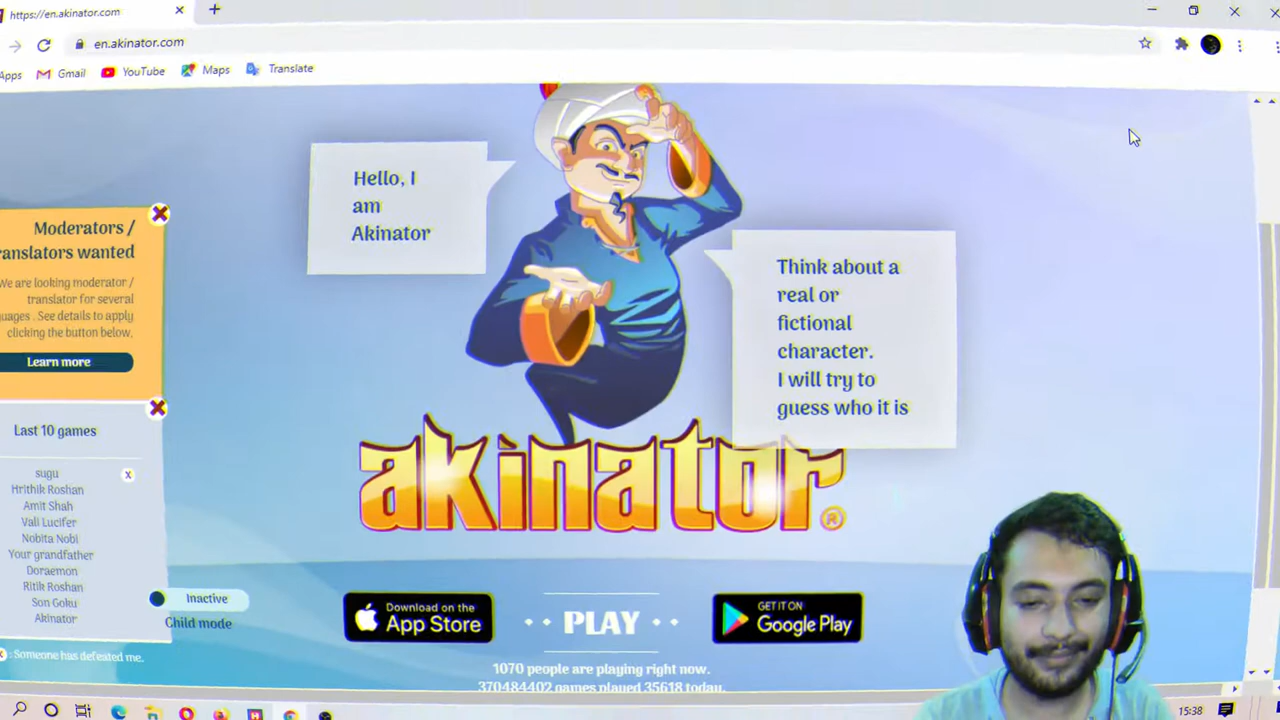 https://en.akinator.com
en.akinator.com
Apps
Gmail
YouTube
Maps
Translate
Hello, I
am
Akinator
Think about a
real or
fictional
character.
I will try to
guess who it is
Moderators /
ranslators wanted
We are looking moderator /
translator for several
uages . See details to apply
clicking the button below.
Learn more
Last 10 games
sugu
X
Hrithik Roshan
Amit Shah
Vali Lucifer
Nobita Nobi
Your grandfather
Doraemon
Ritik Roshan
Son Goku
Akinator
X : Someone has defeated me.
Inactive
Child mode
akinator®
Download on the
App Store
PLAY
GET IT ON
Google Play
1070 people are playing right now.
370484402 games played 35618 today.
15:38